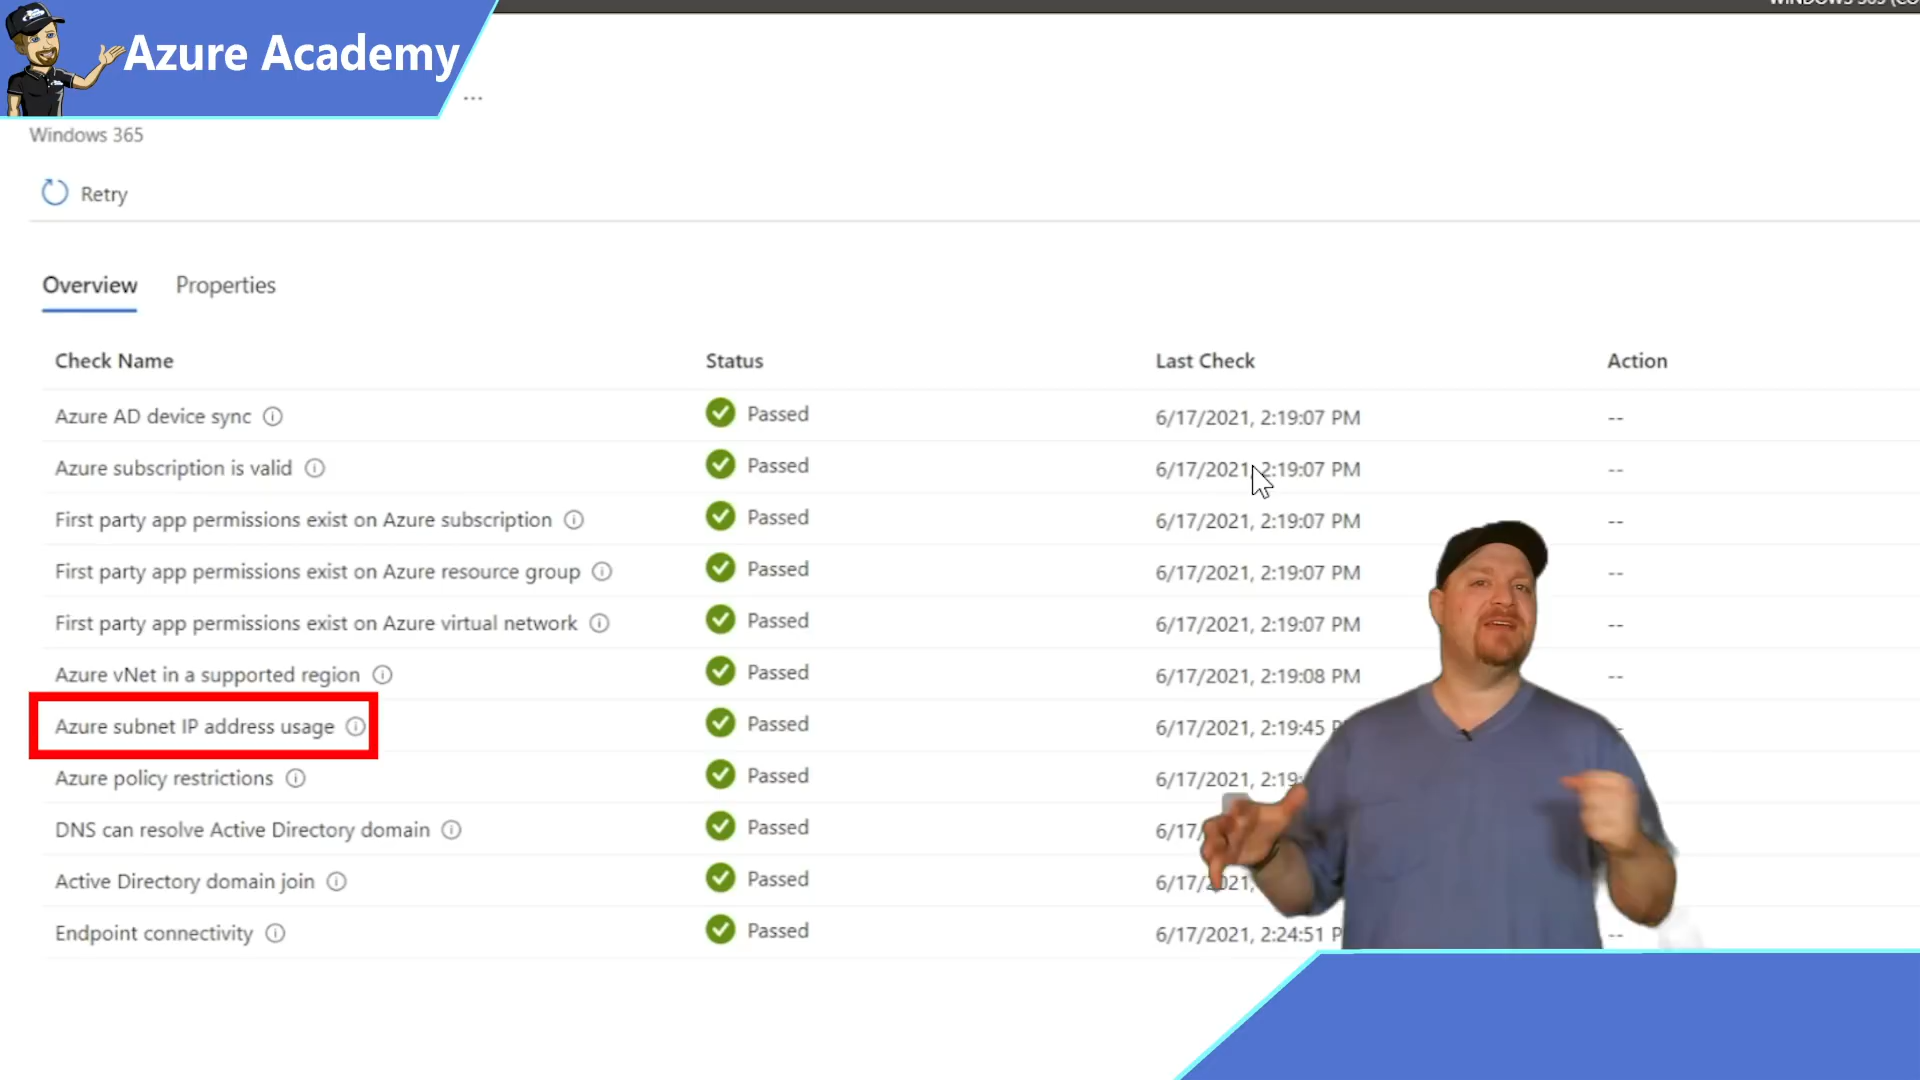 WINDOWS 365 (CO
Azure Academy
...
Windows 365
Retry
Overview Properties
Check Name Status Last Check Action
Azure AD device sync Passed 6/17/2021, 2:19:07 PM --
Azure subscription is valid Passed 6/17/2021, 2:19:07 PM --
First party app permissions exist on Azure subscription Passed 6/17/2021, 2:19:07 PM --
First party app permissions exist on Azure resource group Passed 6/17/2021, 2:19:07 PM --
First party app permissions exist on Azure virtual network Passed 6/17/2021, 2:19:07 PM --
Azure vNet in a supported region Passed 6/17/2021, 2:19:08 PM --
Azure subnet IP address usage Passed 6/17/2021, 2:19:45
Azure policy restrictions Passed 6/17/2021, 2:19
DNS can resolve Active Directory domain Passed 6/17/
Active Directory domain join Passed 6/17/2021,
Endpoint connectivity Passed 6/17/2021, 2:24:51 P --